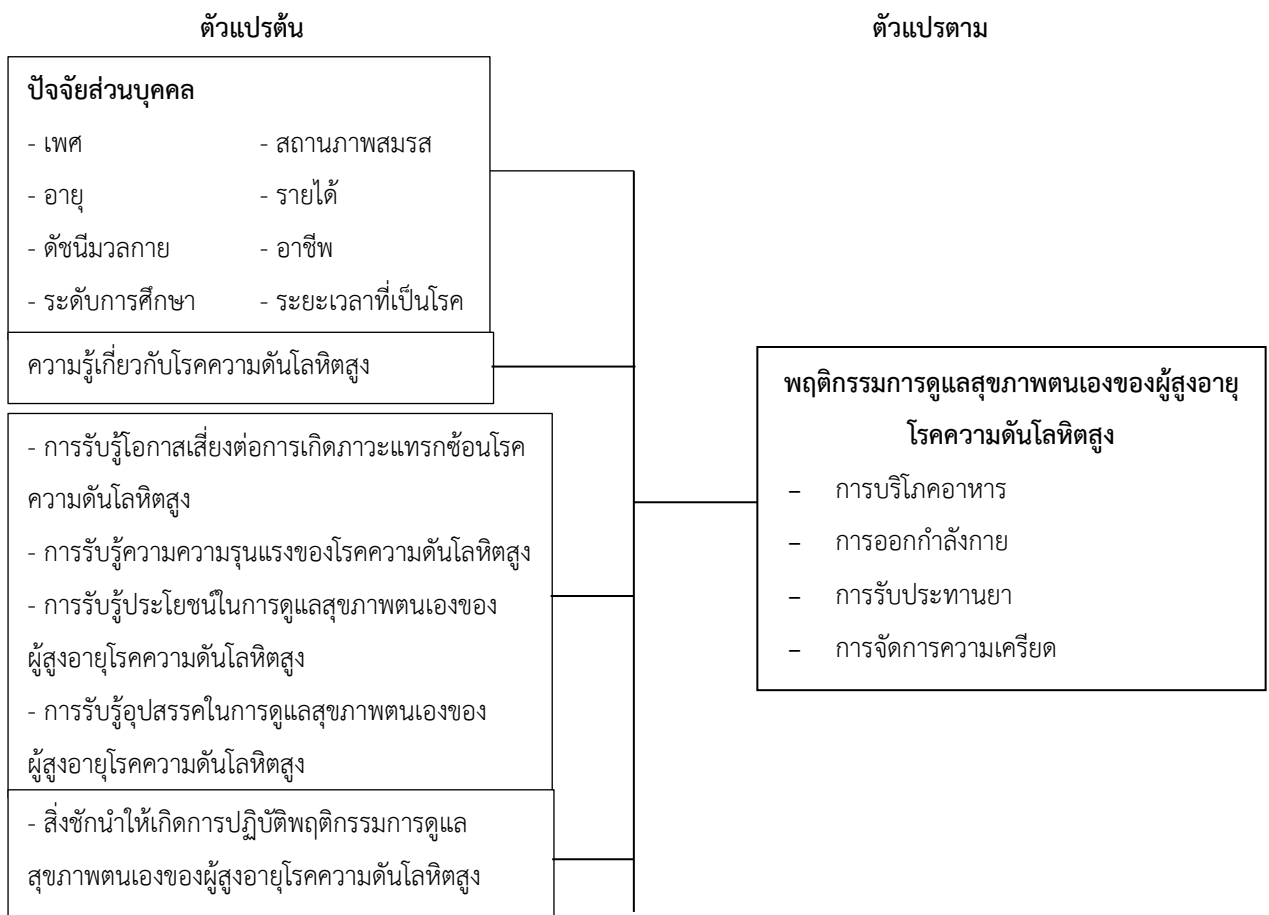 ตัวแปรต้น ตัวแปรตาม
ปัจจัยส่วนบุคคล
- เพศ - สถานภาพสมรส
- อายุ - รายได้
- ดัชนีมวลกาย - อาชีพ
- ระดับการศึกษา - ระยะเวลาที่เป็นโรค
ความรู้เกี่ยวกับโรคความดันโลหิตสูง
- การรับรู้โอกาสเสี่ยงต่อการเกิดภาวะแทรกซ้อนโรค
ความดันโลหิตสูง
- การรับรู้ความความรุนแรงของโรคความดันโลหิตสูง
- การรับรู้ประโยชน์ในการดูแลสุขภาพตนเองของ
ผู้สูงอายุโรคความดันโลหิตสูง
- การรับรู้อุปสรรคในการดูแลสุขภาพตนเองของ
ผู้สูงอายุโรคความดันโลหิตสูง
- สิ่งชักนำให้เกิดการปฏิบัติพฤติกรรมการดูแล
สุขภาพตนเองของผู้สูงอายุโรคความดันโลหิตสูง
พฤติกรรมการดูแลสุขภาพตนเองของผู้สูงอายุ
โรคความดันโลหิตสูง
– การบริโภคอาหาร
– การออกกำลังกาย
– การรับประทานยา
– การจัดการความเครียด